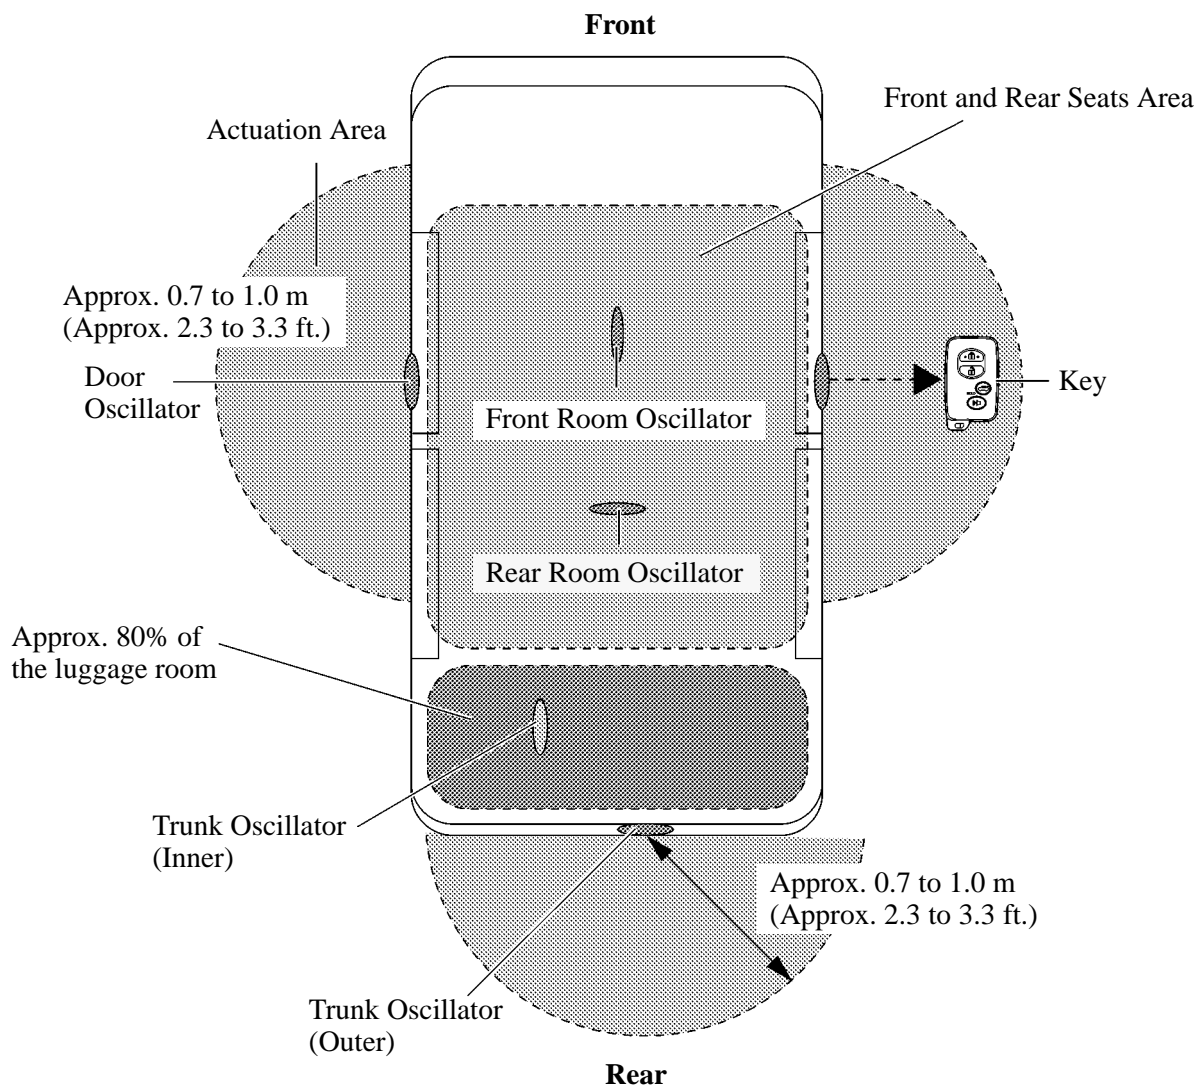 Front
Front and Rear Seats Area
Actuation Area
Approx. 0.7 to 1.0 m
(Approx. 2.3 to 3.3 ft.)
Door
Oscillator
Key
Front Room Oscillator
Rear Room Oscillator
Approx. 80% of
the luggage room
Trunk Oscillator
(Inner)
Approx. 0.7 to 1.0 m
(Approx. 2.3 to 3.3 ft.)
Trunk Oscillator
(Outer)
Rear